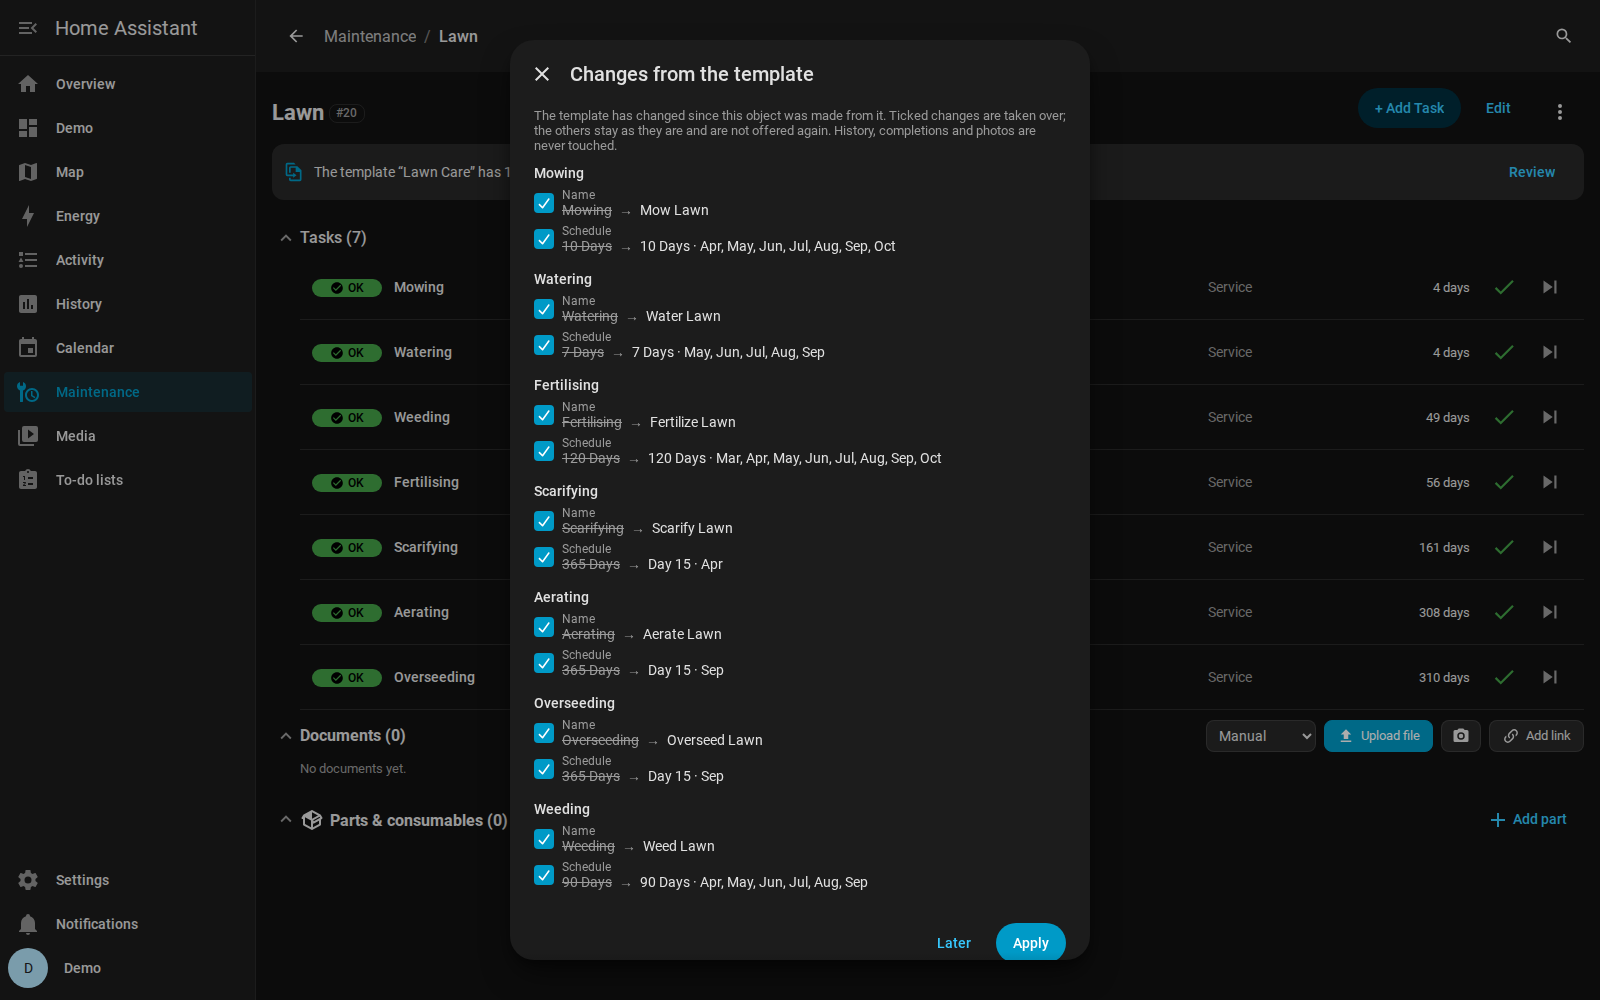 Home Assistant
Overview
Demo
Map
Energy
Activity
History
Calendar
Maintenance
Media
To-do lists
Settings
Notifications
D Demo
Maintenance / Lawn
Lawn #20
+ Add Task
Edit
The template “Lawn Care” has 1
Review
Tasks (7)
OK Mowing Service 4 days
OK Watering Service 4 days
OK Weeding Service 49 days
OK Fertilising Service 56 days
OK Scarifying Service 161 days
OK Aerating Service 308 days
OK Overseeding Service 310 days
Documents (0)
Manual
Upload file
Add link
No documents yet.
Parts & consumables (0)
Add part
Changes from the template
The template has changed since this object was made from it. Ticked changes are taken over;
the others stay as they are and are not offered again. History, completions and photos are
never touched.
Mowing
Name
Mowing → Mow Lawn
Schedule
10 Days → 10 Days · Apr, May, Jun, Jul, Aug, Sep, Oct
Watering
Name
Watering → Water Lawn
Schedule
7 Days → 7 Days · May, Jun, Jul, Aug, Sep
Fertilising
Name
Fertilising → Fertilize Lawn
Schedule
120 Days → 120 Days · Mar, Apr, May, Jun, Jul, Aug, Sep, Oct
Scarifying
Name
Scarifying → Scarify Lawn
Schedule
365 Days → Day 15 · Apr
Aerating
Name
Aerating → Aerate Lawn
Schedule
365 Days → Day 15 · Sep
Overseeding
Name
Overseeding → Overseed Lawn
Schedule
365 Days → Day 15 · Sep
Weeding
Name
Weeding → Weed Lawn
Schedule
90 Days → 90 Days · Apr, May, Jun, Jul, Aug, Sep
Later
Apply